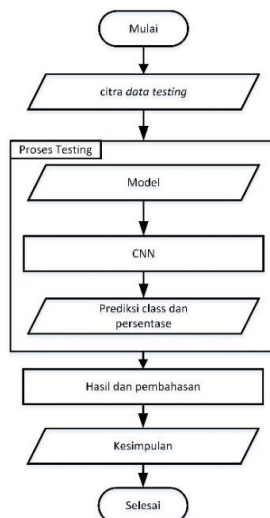 Mulai
citra data testing
Proses Testing
Model
CNN
Prediksi class dan
persentase
Hasil dan pembahasan
Kesimpulan
Selesai